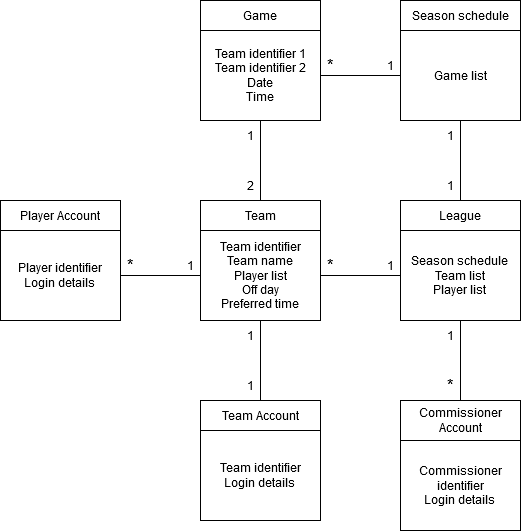 Game
Season schedule
Team identifier 1
Team identifier 2
Date
Time
*
1
Game list
1
1
2
1
Player Account
Team
League
Player identifier
Login details
*
1
Team identifier
Team name
Player list
Off day
Preferred time
*
1
Season schedule
Team list
Player list
1
1
1
*
Team Account
Commissioner
Account
Team identifier
Login details
Commissioner
identifier
Login details